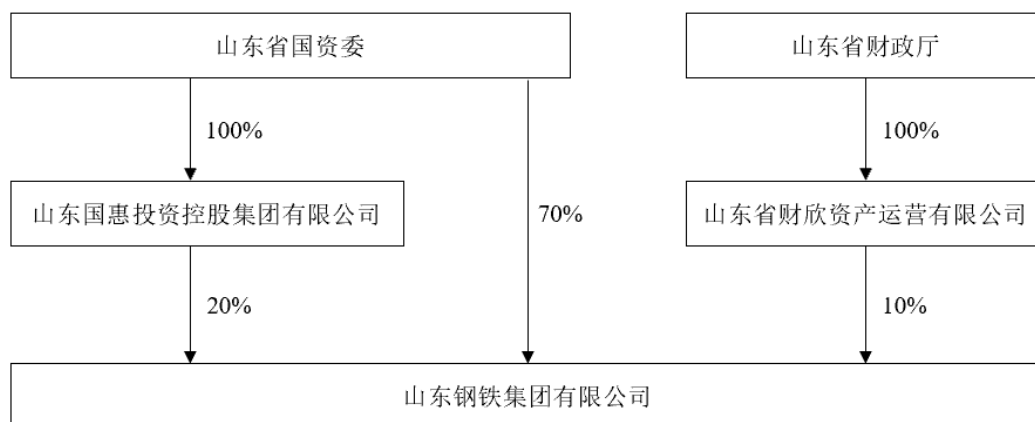 山东省国资委
山东省财政厅
100%
100%
山东国惠投资控股集团有限公司
70%
山东省财欣资产运营有限公司
20%
10%
山东钢铁集团有限公司